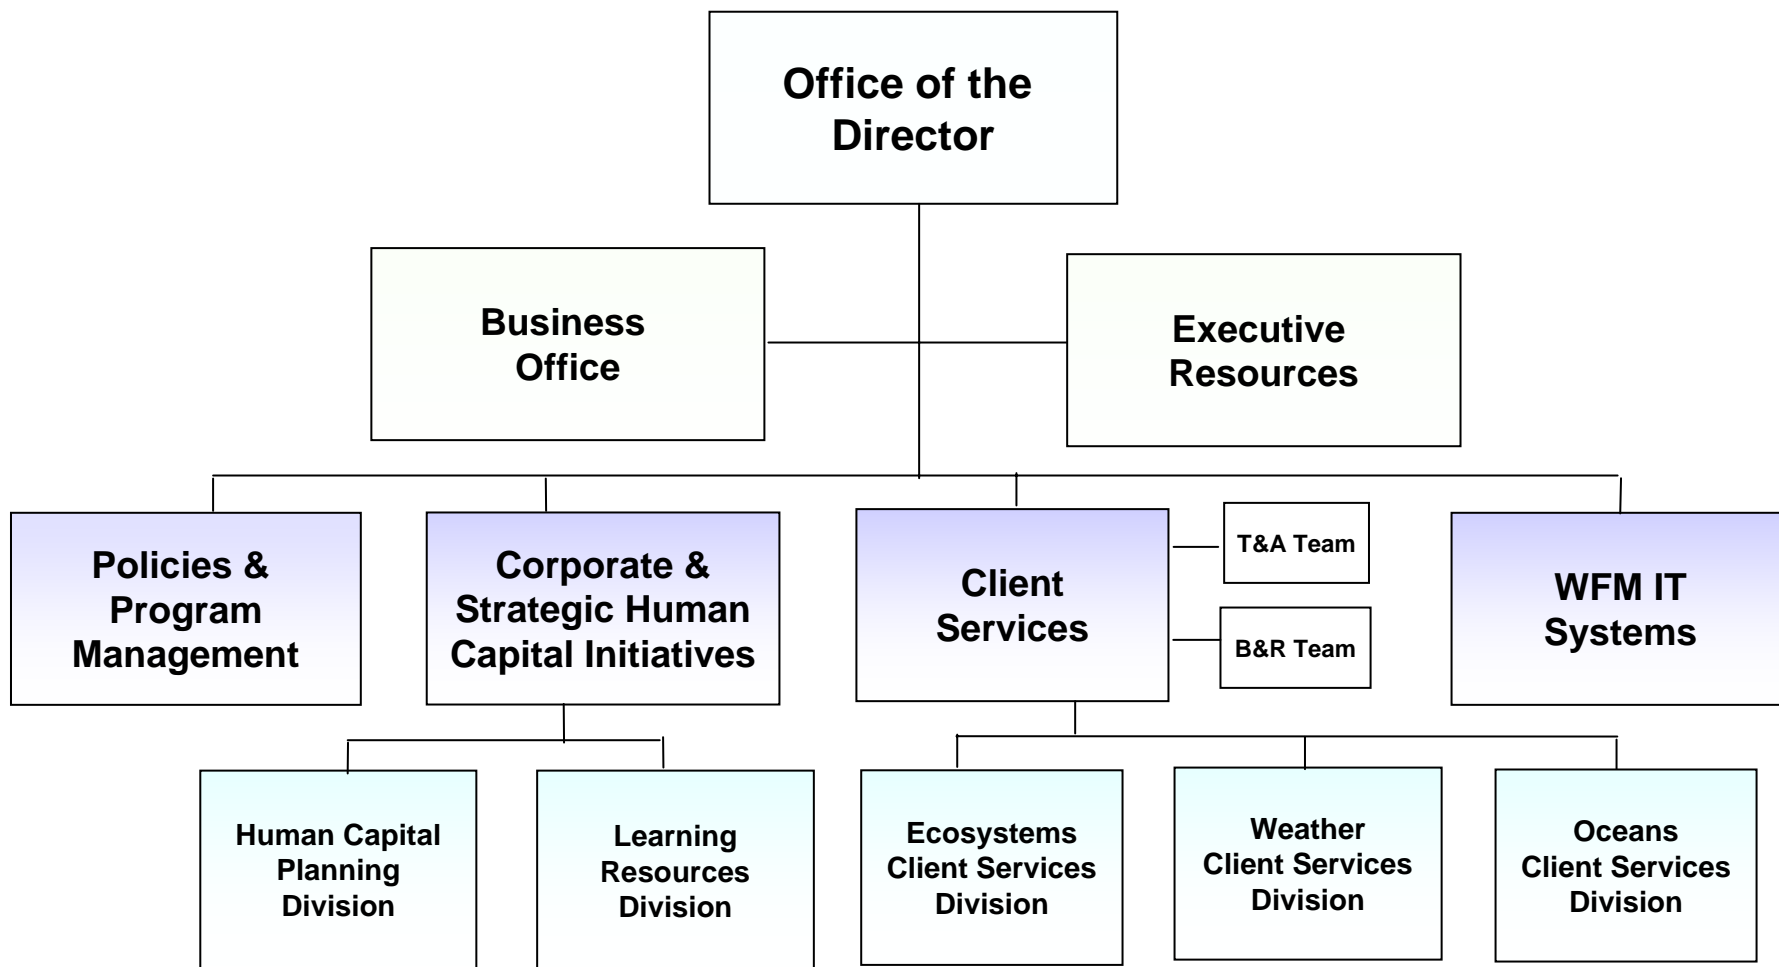 Office of the
Director
Business
Office
Executive
Resources
Policies &
Program
Management
Corporate &
Strategic Human
Capital Initiatives
Client
Services
T&A Team
B&R Team
WFM IT
Systems
Human Capital
Planning
Division
Learning
Resources
Division
Ecosystems
Client Services
Division
Weather
Client Services
Division
Oceans
Client Services
Division